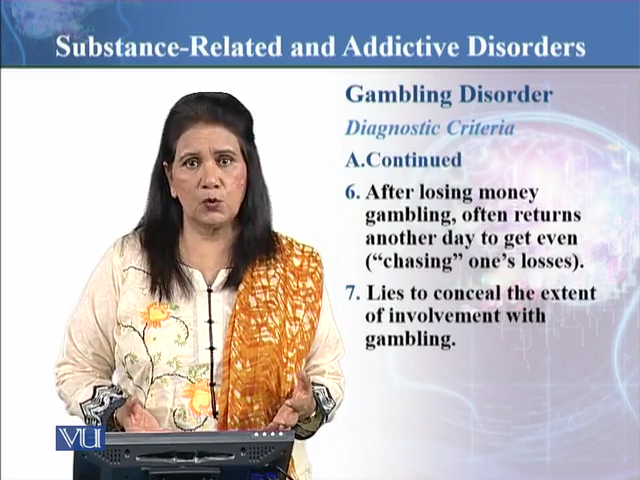 Substance-Related and Addictive Disorders
Gambling Disorder
Diagnostic Criteria
A.Continued
6. After losing money
gambling, often returns
another day to get even
(“chasing” one’s losses).
7. Lies to conceal the extent
of involvement with
gambling.
VU